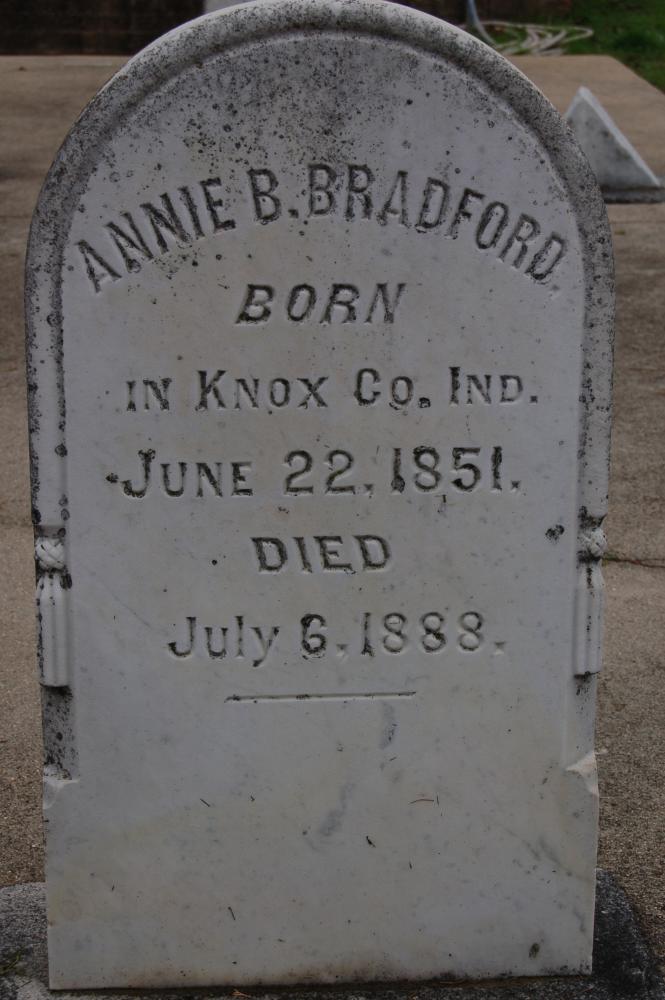 ANNIE B. BRADFORD,
BORN
IN KNOX CO. IND.
JUNE 22, 1851.
DIED
July 6, 1888.